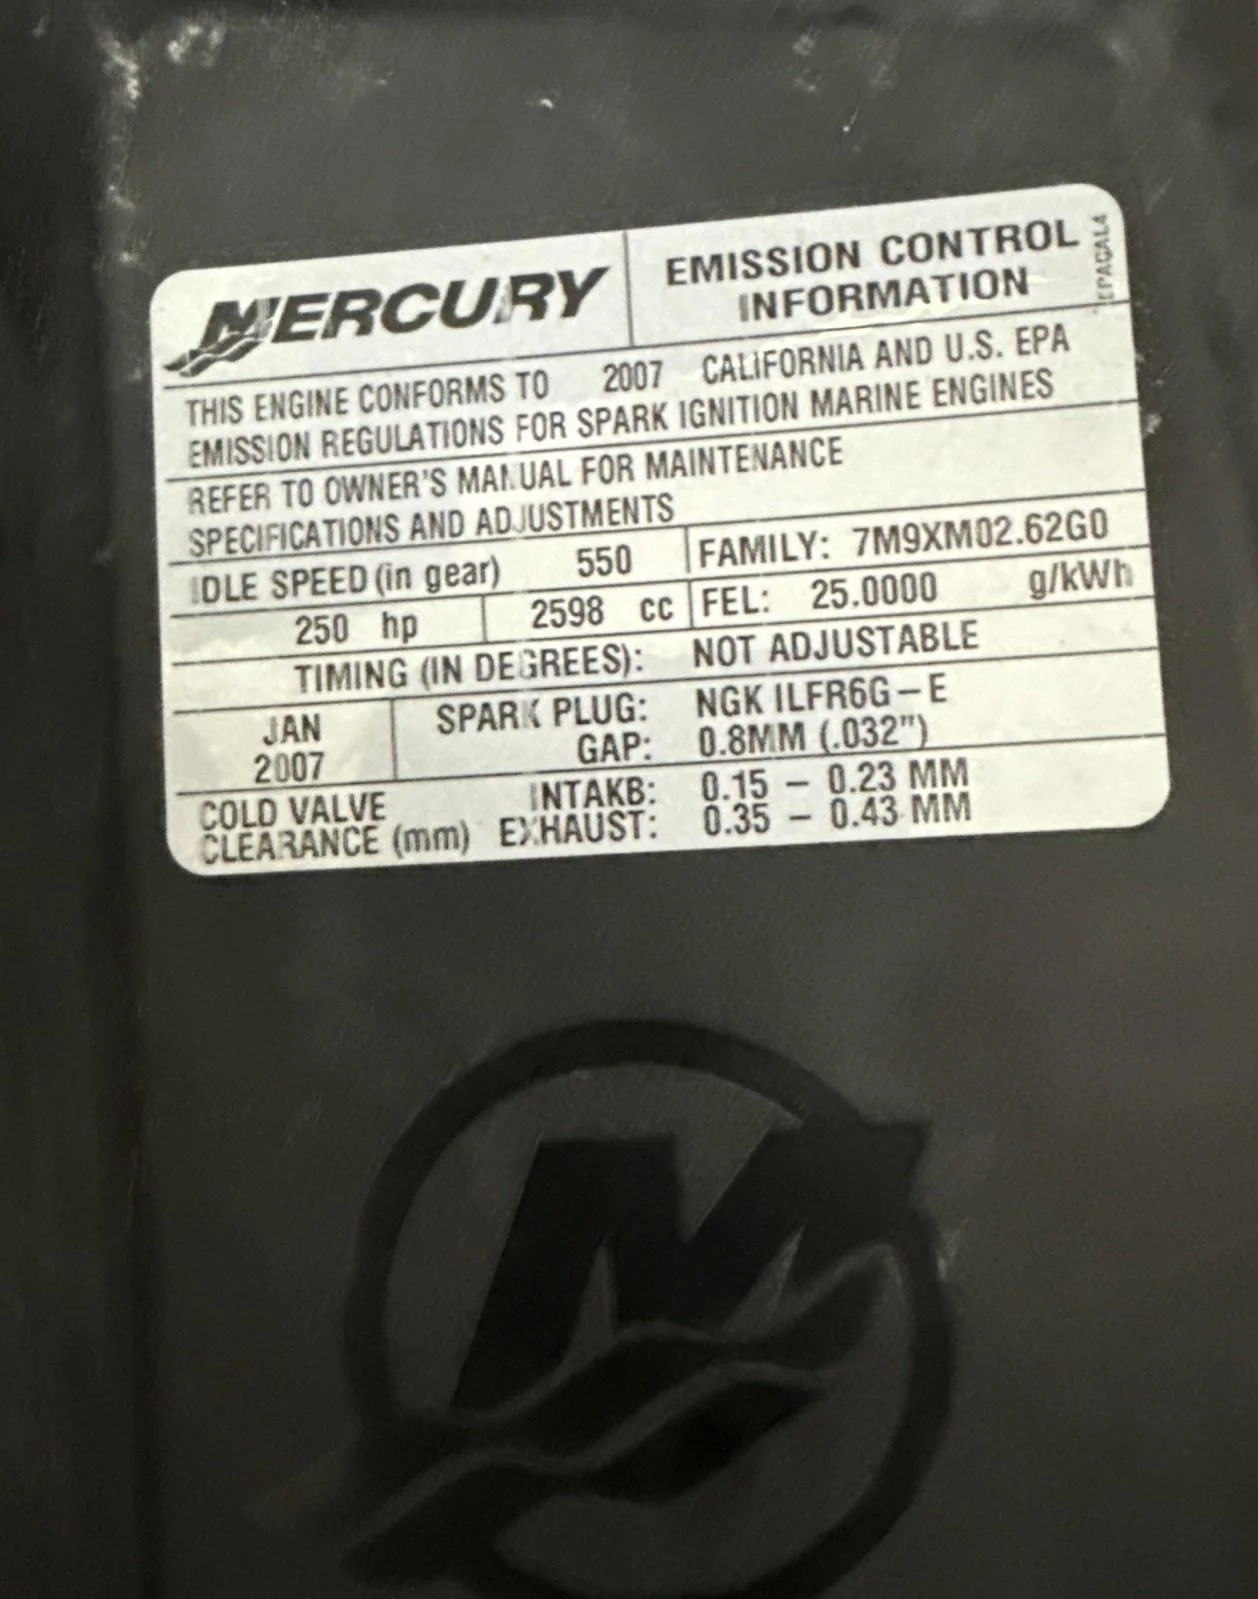 MERCURY
EMISSION CONTROL
INFORMATION
EPACAL4
THIS ENGINE CONFORMS TO 2007 CALIFORNIA AND U.S. EPA
EMISSION REGULATIONS FOR SPARK IGNITION MARINE ENGINES
REFER TO OWNER'S MANUAL FOR MAINTENANCE
SPECIFICATIONS AND ADJUSTMENTS
IDLE SPEED (in gear) 550
FAMILY: 7M9XM02.62G0
250 hp 2598 cc
FEL: 25.0000 g/kWh
TIMING (IN DEGREES): NOT ADJUSTABLE
JAN
2007
SPARK PLUG: NGK ILFR6G-E
GAP: 0.8MM (.032")
COLD VALVE
CLEARANCE (mm)
INTAKB: 0.15 - 0.23 MM
EXHAUST: 0.35 - 0.43 MM
M